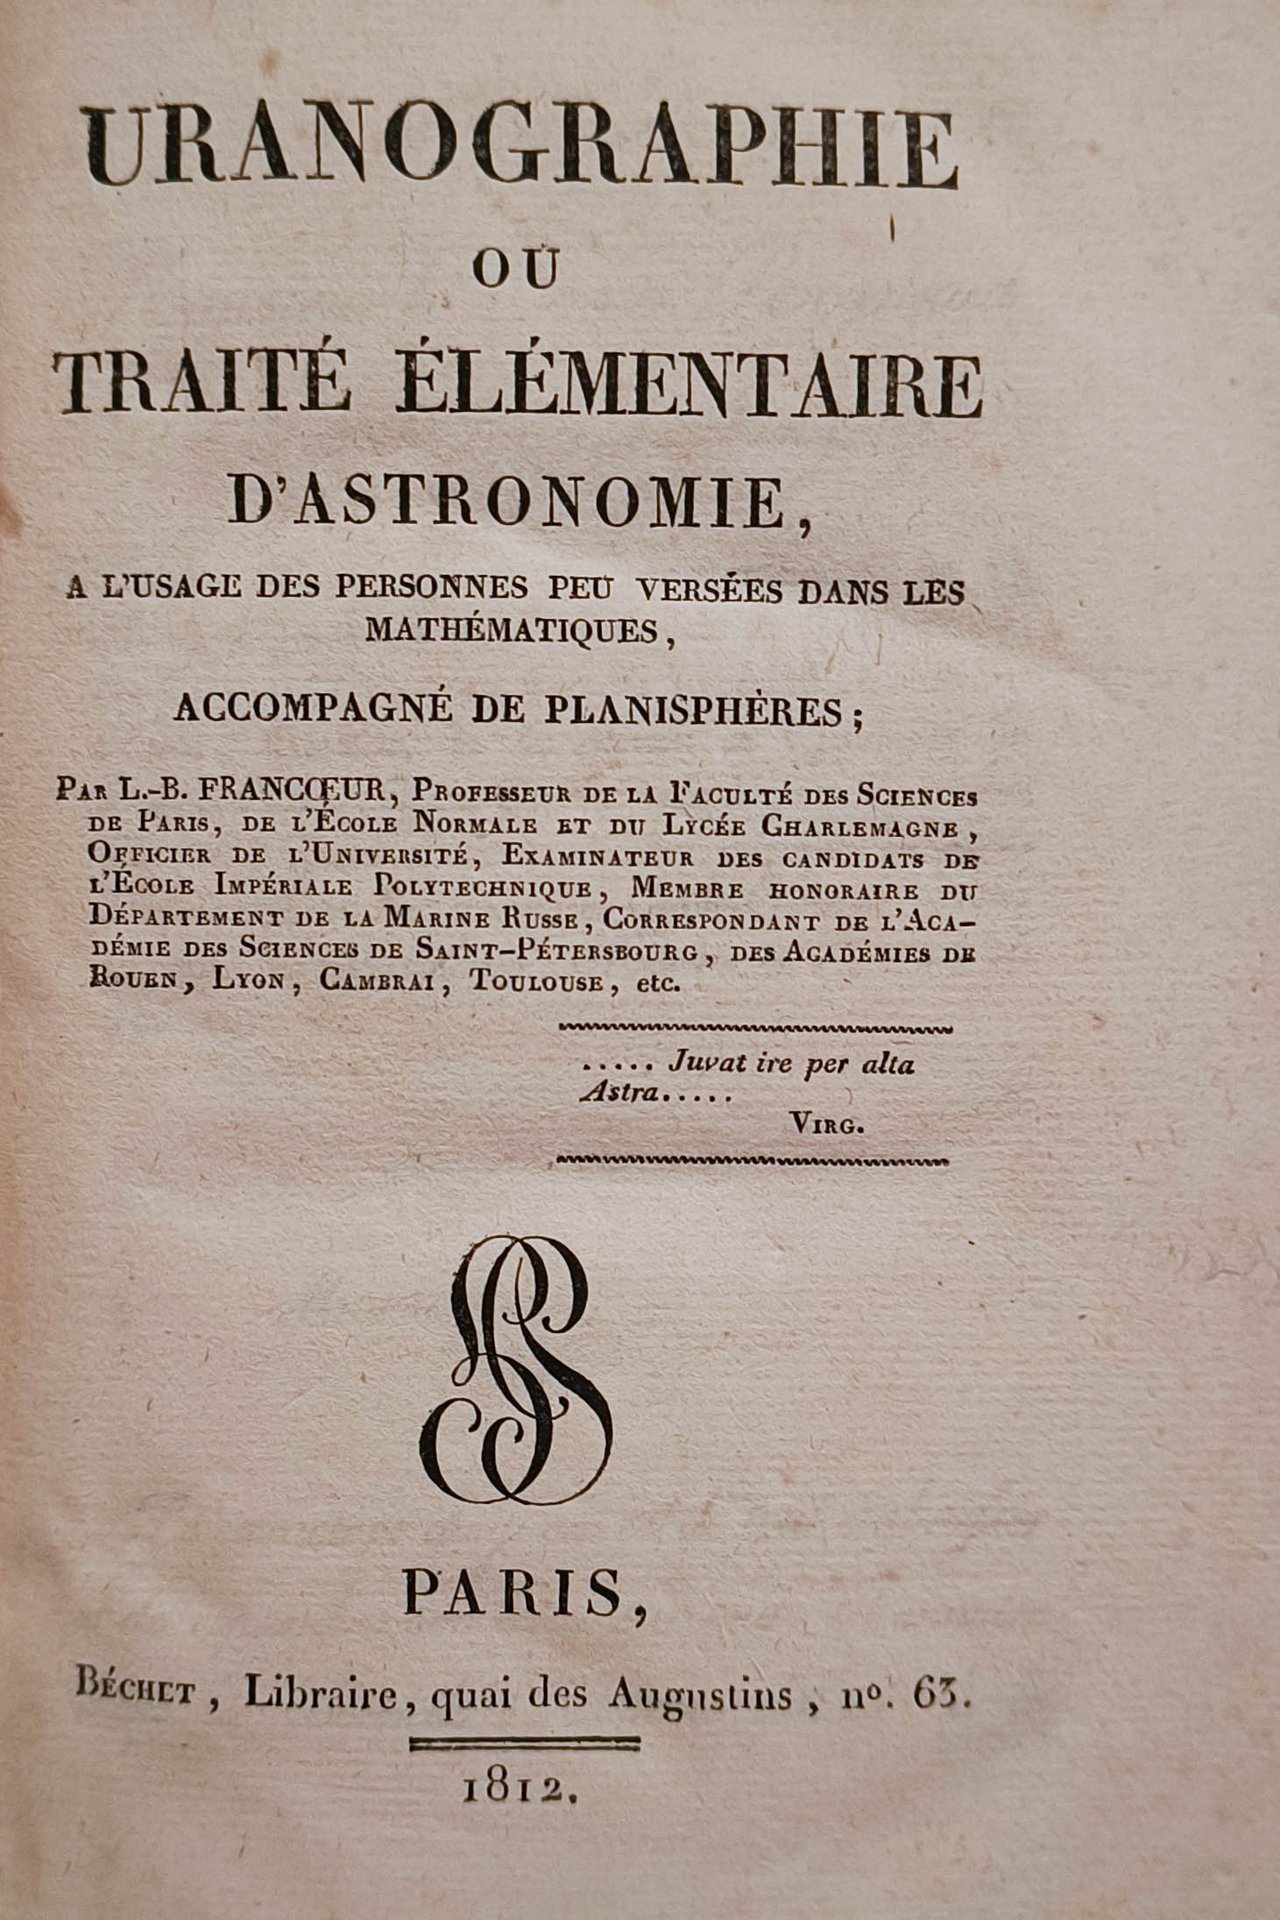 URANOGRAPHIE
OU
TRAITÉ ÉLÉMENTAIRE
D'ASTRONOMIE,
A L'USAGE DES PERSONNES PEU VERSÉES DANS LES
MATHÉMATIQUES,
ACCOMPAGNÉ DE PLANISPHÈRES;
PAR L.-B. FRANCŒUR, PROFESSEUR DE LA FACULTÉ DES SCIENCES
DE PARIS, DE L'ÉCOLE NORMALE ET DU LYCÉE CHARLEMAGNE,
OFFICIER DE L'UNIVERSITÉ, EXAMINATEUR DES CANDIDATS DE
L'ÉCOLE IMPÉRIALE POLYTECHNIQUE, MEMBRE HONORAIRE DU
DÉPARTEMENT DE LA MARINE RUSSE, CORRESPONDANT DE L'ACA-
DÉMIE DES SCIENCES DE SAINT-PÉTERSBOURG, DES ACADÉMIES DE
ROUEN, LYON, CAMBRAI, TOULOUSE, etc.
..... Juvat ire per alta
Astra.....
VIRG.
PARIS,
BÉCHET, Libraire, quai des Augustins, nº. 63.
1812.